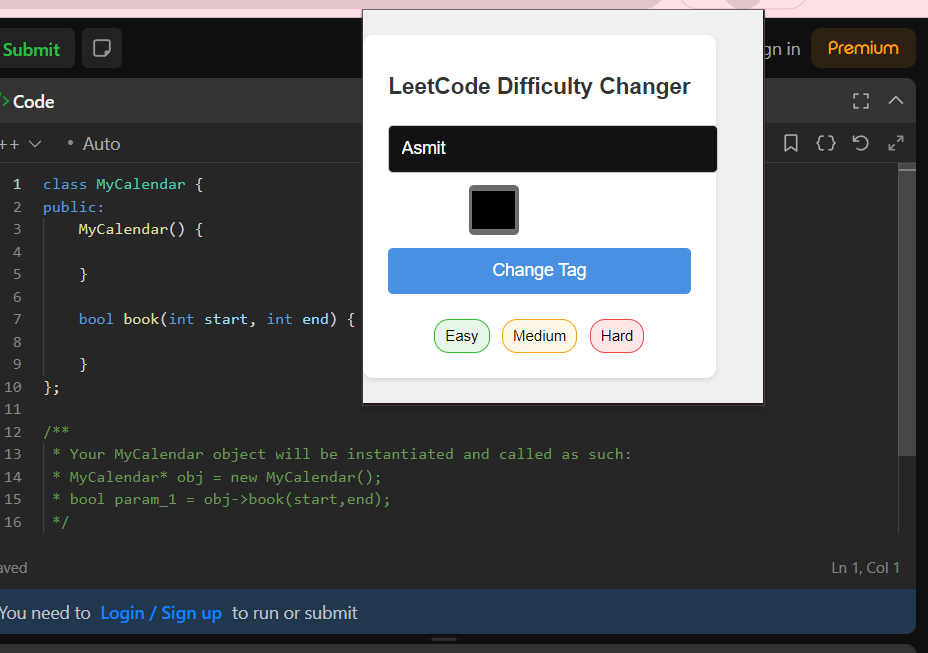 Submit
gn in
Premium
LeetCode Difficulty Changer
Code
Asmit
++
Auto
Change Tag
Easy
Medium
Hard
1 class MyCalendar {
2 public:
3 MyCalendar() {
4
5 }
6
7 bool book(int start, int end) {
8
9 }
10 };
11
12 /**
13 * Your MyCalendar object will be instantiated and called as such:
14 * MyCalendar* obj = new MyCalendar();
15 * bool param_1 = obj->book(start,end);
16 */
aved
Ln 1, Col 1
You need to Login / Sign up to run or submit